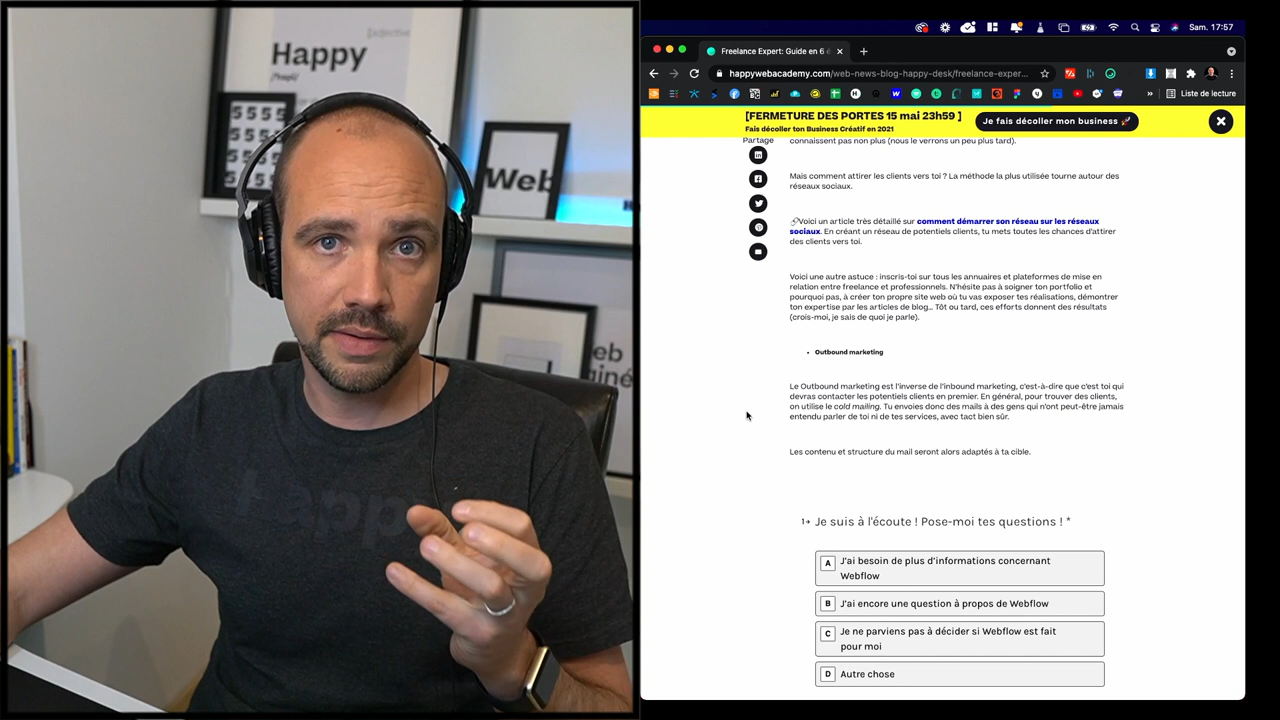 [adjective]
Happy
/'hapi/
5 5 5 5
Web
Sam. 17:57
Freelance Expert: Guide en 6 é
happywebacademy.com/web-news-blog-happy-desk/freelance-exper...
Liste de lecture
[FERMETURE DES PORTES 15 mai 23h59 ]
Fais décoller ton Business Créatif en 2021
Je fais décoller mon business 🚀
Partage
connaissent pas non plus (nous le verrons un peu plus tard).
Mais comment attirer les clients vers toi ? La méthode la plus utilisée tourne autour des
réseaux sociaux.
🔗Voici un article très détaillé sur comment démarrer son réseau sur les réseaux
sociaux. En créant un réseau de potentiels clients, tu mets toutes les chances d'attirer
des clients vers toi.
Voici une autre astuce : inscris-toi sur tous les annuaires et plateformes de mise en
relation entre freelance et professionnels. N'hésite pas à soigner ton portfolio et
pourquoi pas, à créer ton propre site web où tu vas exposer tes réalisations, démontrer
ton expertise par les articles de blog... Tôt ou tard, ces efforts donnent des résultats
(crois-moi, je sais de quoi je parle).
• Outbound marketing
Le Outbound marketing est l'inverse de l'inbound marketing, c'est-à-dire que c'est toi qui
devras contacter les potentiels clients en premier. En général, pour trouver des clients,
on utilise le cold mailing. Tu envoies donc des mails à des gens qui n'ont peut-être jamais
entendu parler de toi ni de tes services, avec tact bien sûr.
Les contenu et structure du mail seront alors adaptés à ta cible.
1→ Je suis à l'écoute ! Pose-moi tes questions ! *
A J'ai besoin de plus d'informations concernant
Webflow
B J'ai encore une question à propos de Webflow
C Je ne parviens pas à décider si Webflow est fait
pour moi
D Autre chose